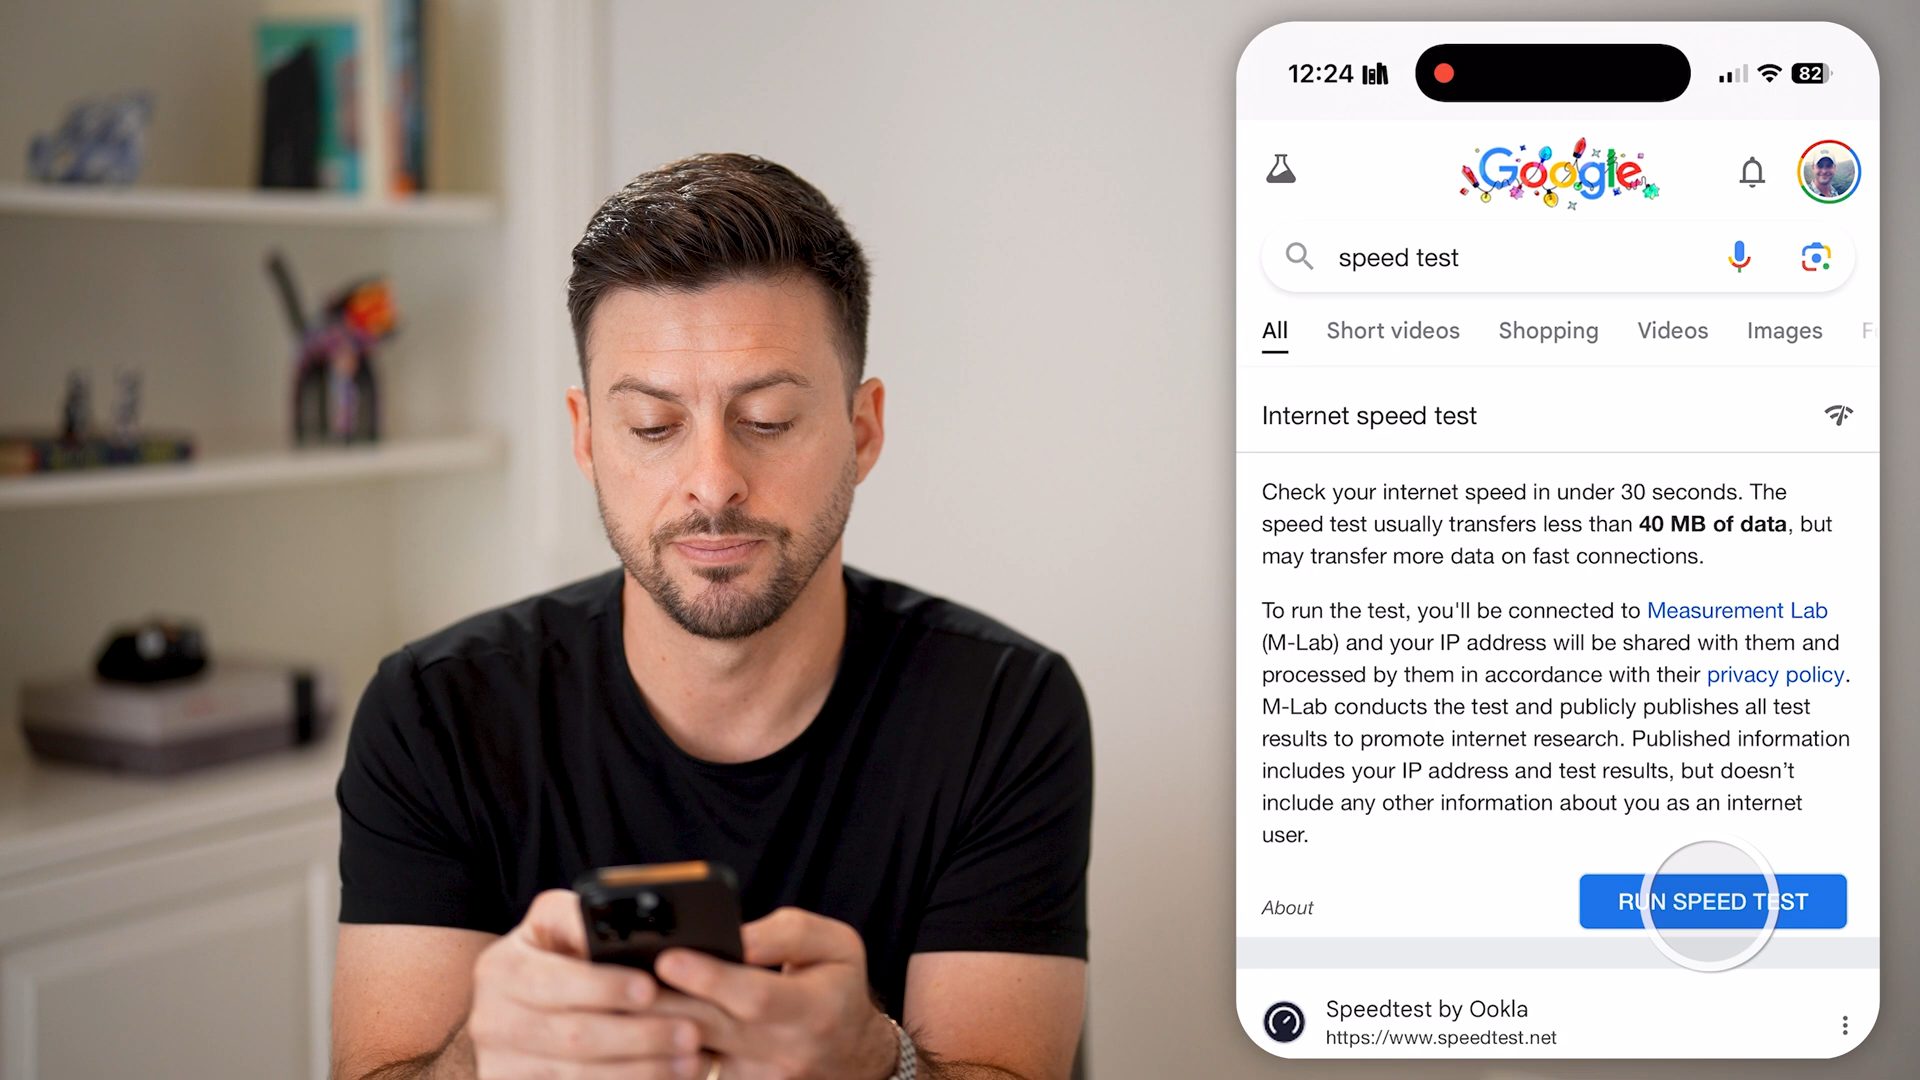 12:24
82
Google
speed test
All Short videos Shopping Videos Images
Internet speed test
Check your internet speed in under 30 seconds. The
speed test usually transfers less than 40 MB of data, but
may transfer more data on fast connections.
To run the test, you'll be connected to Measurement Lab
(M-Lab) and your IP address will be shared with them and
processed by them in accordance with their privacy policy.
M-Lab conducts the test and publicly publishes all test
results to promote internet research. Published information
includes your IP address and test results, but doesn’t
include any other information about you as an internet
user.
About
RUN SPEED TEST
Speedtest by Ookla
https://www.speedtest.net